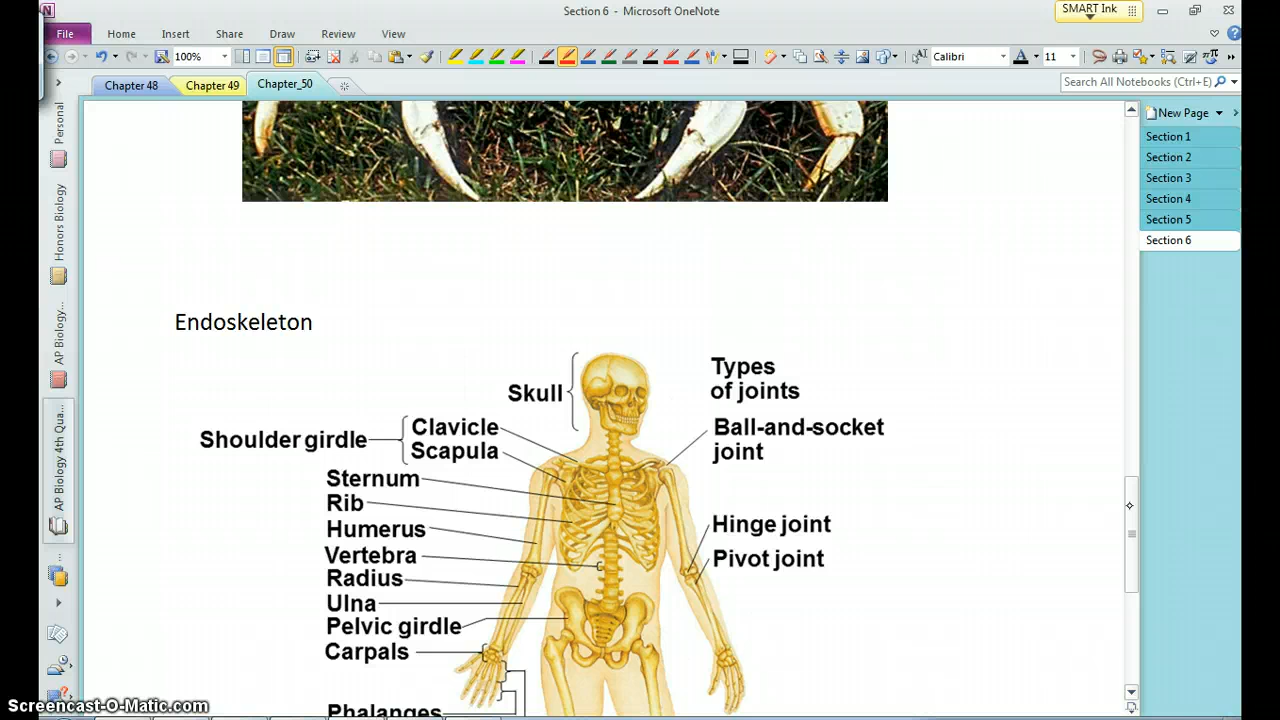 Section 6 - Microsoft OneNote
SMART Ink
File Home Insert Share Draw Review View
100%
Calibri 11
Chapter 48 Chapter 49 Chapter_50
Search All Notebooks (Ctrl+E)
Personal
Honors Biology
AP Biology...
AP Biology 4th Qua...
New Page
Section 1
Section 2
Section 3
Section 4
Section 5
Section 6
Endoskeleton
Skull
Types
of joints
Shoulder girdle
Clavicle
Scapula
Ball-and-socket
joint
Sternum
Rib
Humerus
Hinge joint
Vertebra
Pivot joint
Radius
Ulna
Pelvic girdle
Carpals
Phalanges
Screencast-O-Matic.com